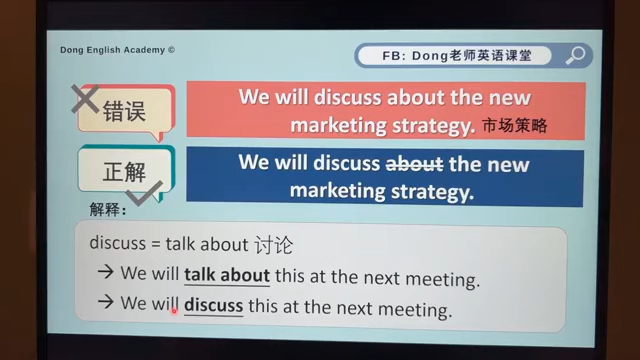 Dong English Academy ©
FB: Dong老师英语课堂
错误
We will discuss about the new
marketing strategy. 市场策略
正解
We will discuss about the new
marketing strategy.
解释：
discuss = talk about 讨论
→ We will talk about this at the next meeting.
→ We will discuss this at the next meeting.